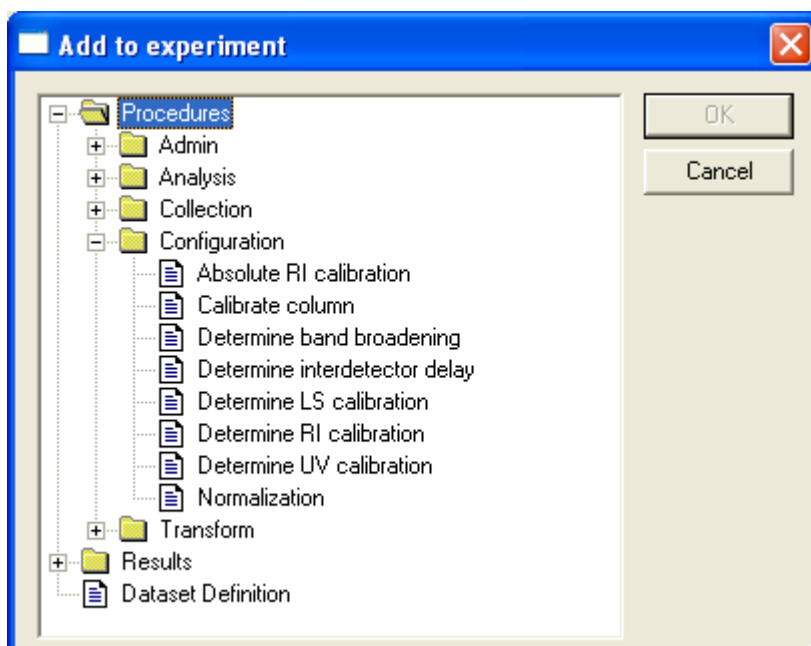 Add to experiment
Procedures
OK
Admin
Analysis
Cancel
Collection
Configuration
Absolute RI calibration
Calibrate column
Determine band broadening
Determine interdetector delay
Determine LS calibration
Determine RI calibration
Determine UV calibration
Normalization
Transform
Results
Dataset Definition